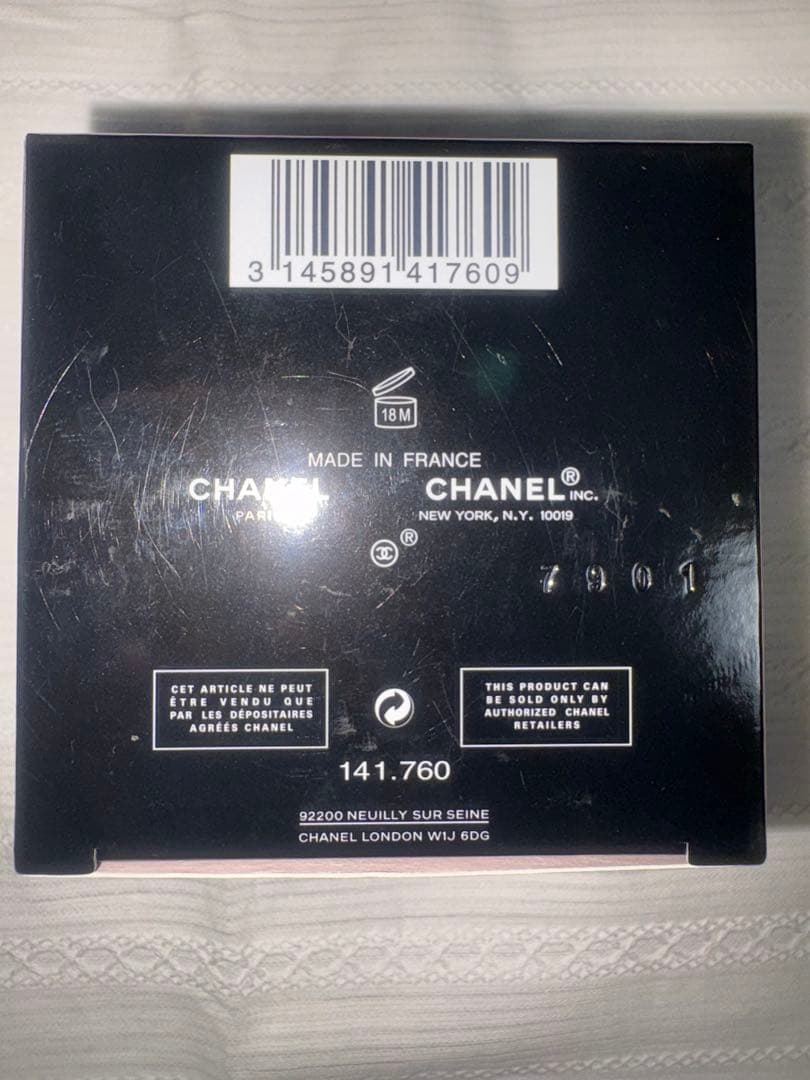 3 145891 417609
18M
MADE IN FRANCE
CHANEL
PARIS
CHANEL® INC.
NEW YORK, N.Y. 10019
®
7901
CET ARTICLE NE PEUT
ÊTRE VENDU QUE
PAR LES DÉPOSITAIRES
AGRÉÉS CHANEL
THIS PRODUCT CAN
BE SOLD ONLY BY
AUTHORIZED CHANEL
RETAILERS
141.760
92200 NEUILLY SUR SEINE
CHANEL LONDON W1J 6DG